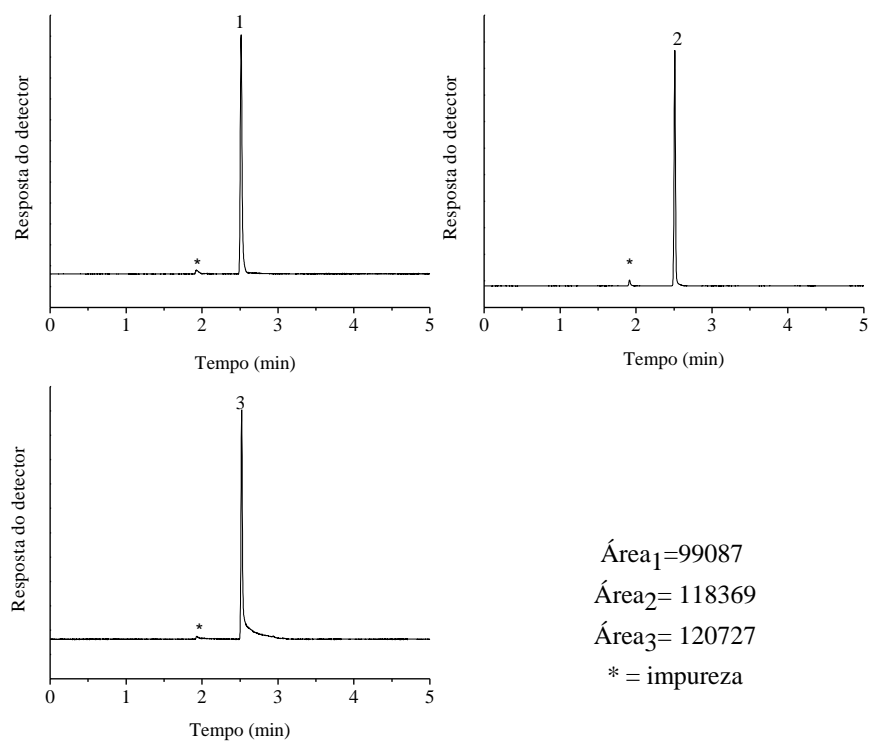 1
Resposta do detector
*
0 1 2 3 4 5
Tempo (min)
2
Resposta do detector
*
0 1 2 3 4 5
Tempo (min)
3
Resposta do detector
*
0 1 2 3 4 5
Tempo (min)
Área1=99087
Área2= 118369
Área3= 120727
* = impureza